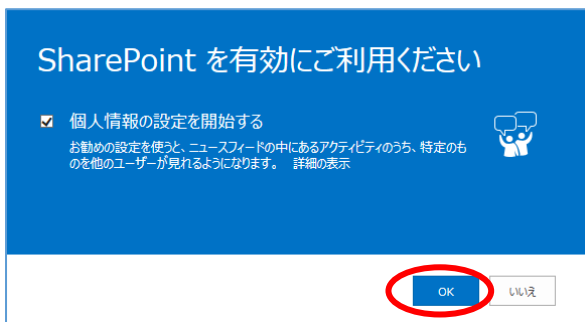 SharePoint を有効にご利用ください
個人情報の設定を開始する
お勧めの設定を使うと、ニュースフィードの中にあるアクティビティのうち、特定のも
のを他のユーザーが見れるようになります。 詳細の表示
OK
いいえ